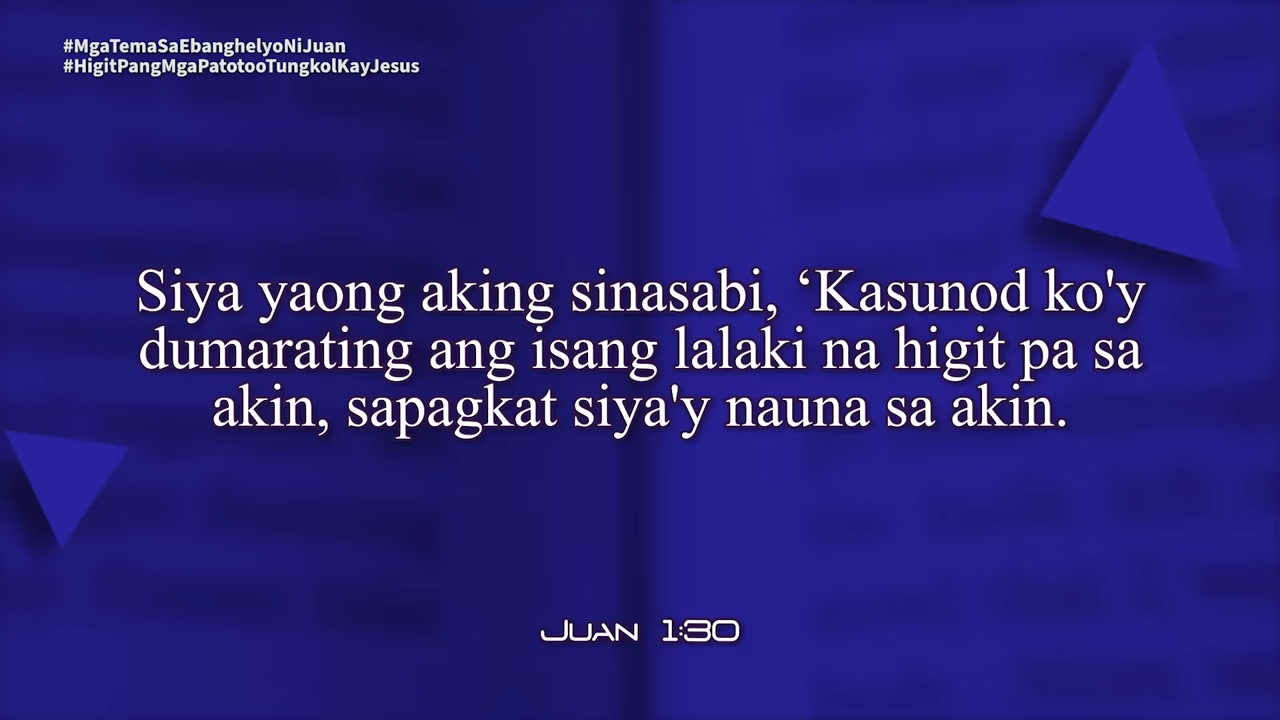 #MgaTemaSaEbanghelyoNiJuan
#HigitPangMgaPatotooTungkolKayJesus
Siya yaong aking sinasabi, ‘Kasunod ko'y
dumarating ang isang lalaki na higit pa sa
akin, sapagkat siya'y nauna sa akin.
Juan 1:30